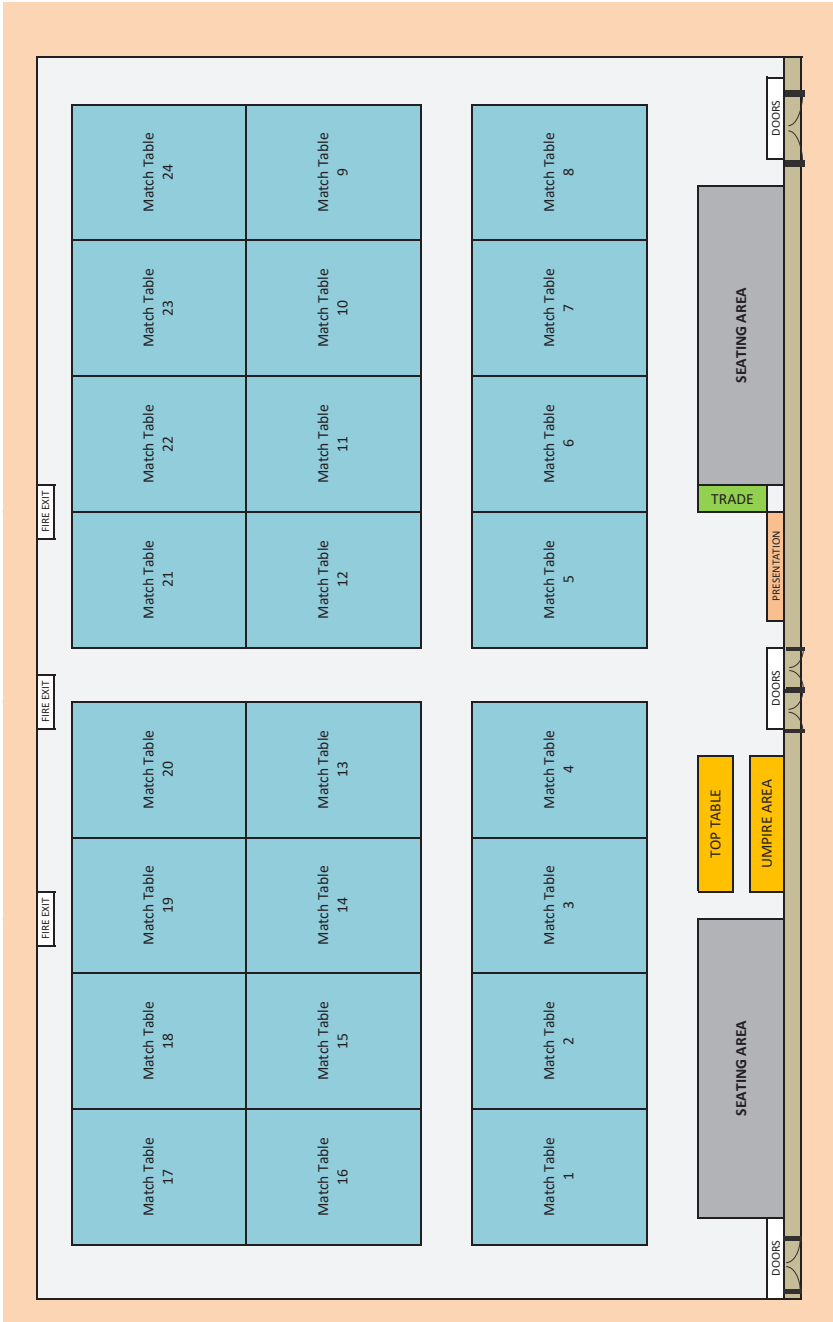 FIRE EXIT
FIRE EXIT
FIRE EXIT
Match Table
17
Match Table
18
Match Table
19
Match Table
20
Match Table
21
Match Table
22
Match Table
23
Match Table
24
Match Table
16
Match Table
15
Match Table
14
Match Table
13
Match Table
12
Match Table
11
Match Table
10
Match Table
9
Match Table
1
Match Table
2
Match Table
3
Match Table
4
Match Table
5
Match Table
6
Match Table
7
Match Table
8
SEATING AREA
TOP TABLE
TRADE
SEATING AREA
DOORS
UMPIRE AREA
DOORS
PRESENTATION
DOORS